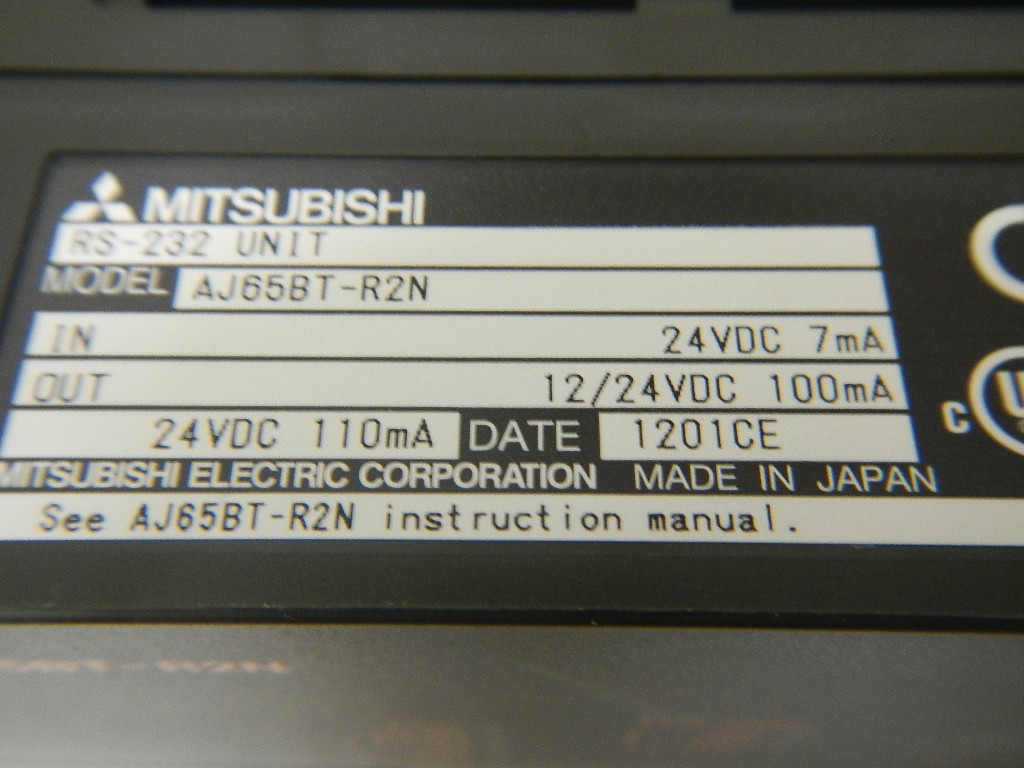 MITSUBISHI
RS-232 UNIT
MODEL AJ65BT-R2N
IN 24VDC 7mA
OUT 12/24VDC 100mA
24VDC 110mA DATE 1201CE
MITSUBISHI ELECTRIC CORPORATION MADE IN JAPAN
See AJ65BT-R2N instruction manual.
C